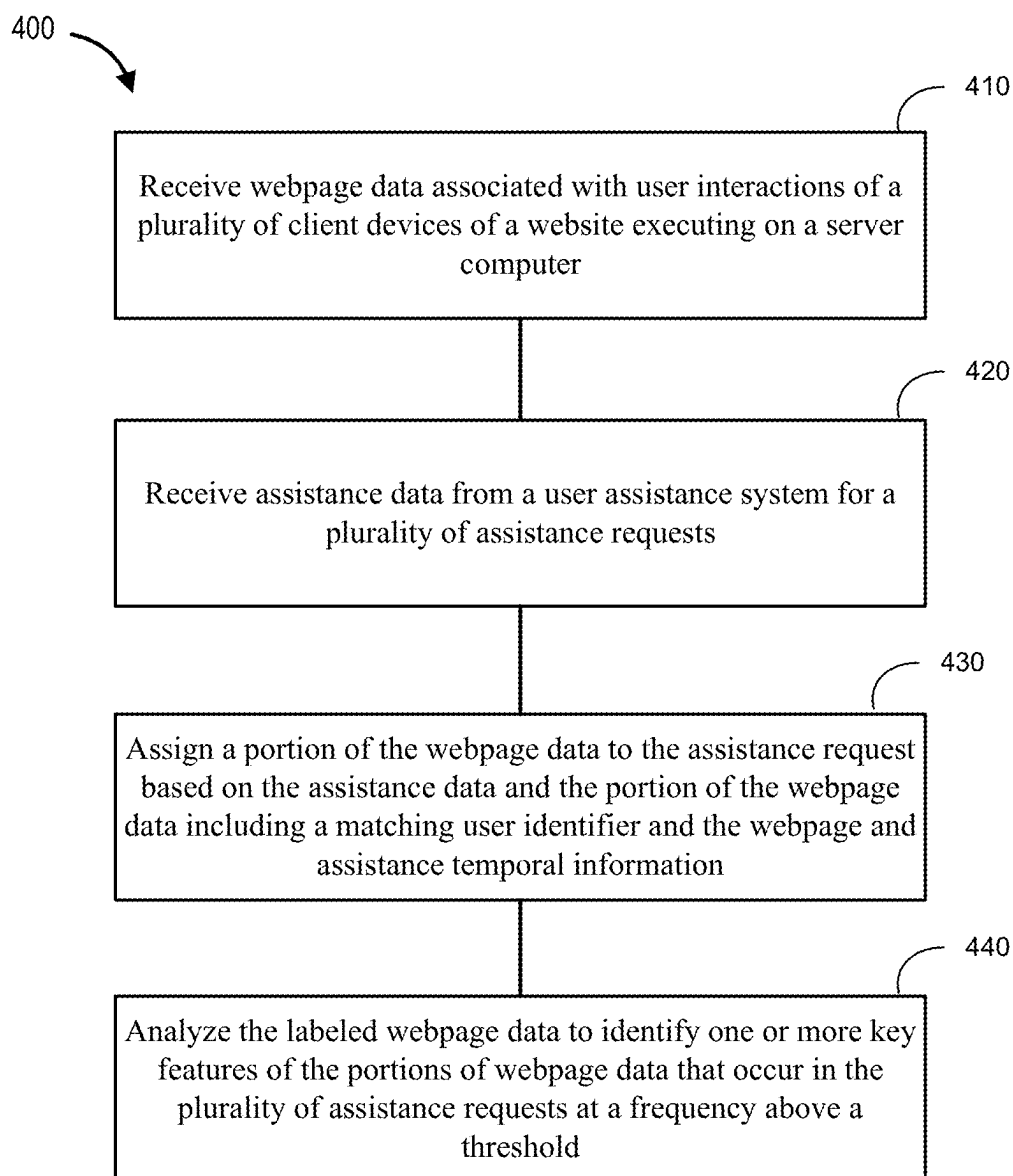 400
410
Receive webpage data associated with user interactions of a
plurality of client devices of a website executing on a server
computer
420
Receive assistance data from a user assistance system for a
plurality of assistance requests
430
Assign a portion of the webpage data to the assistance request
based on the assistance data and the portion of the webpage
data including a matching user identifier and the webpage and
assistance temporal information
440
Analyze the labeled webpage data to identify one or more key
features of the portions of webpage data that occur in the
plurality of assistance requests at a frequency above a
threshold